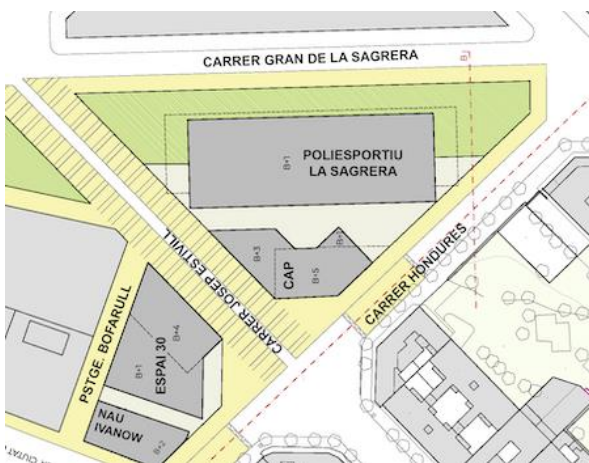 CARRER GRAN DE LA SAGRERA
B+1
POLIESPORTIU
LA SAGRERA
B+3
CAP
B+5
CARRER HONDURES
CARRER JOSEP ESTIVILL
PSTGE. BOFARULL
B+4
B+1
ESPAI 30
NAU
IVANOW
B+2
CIUTAT